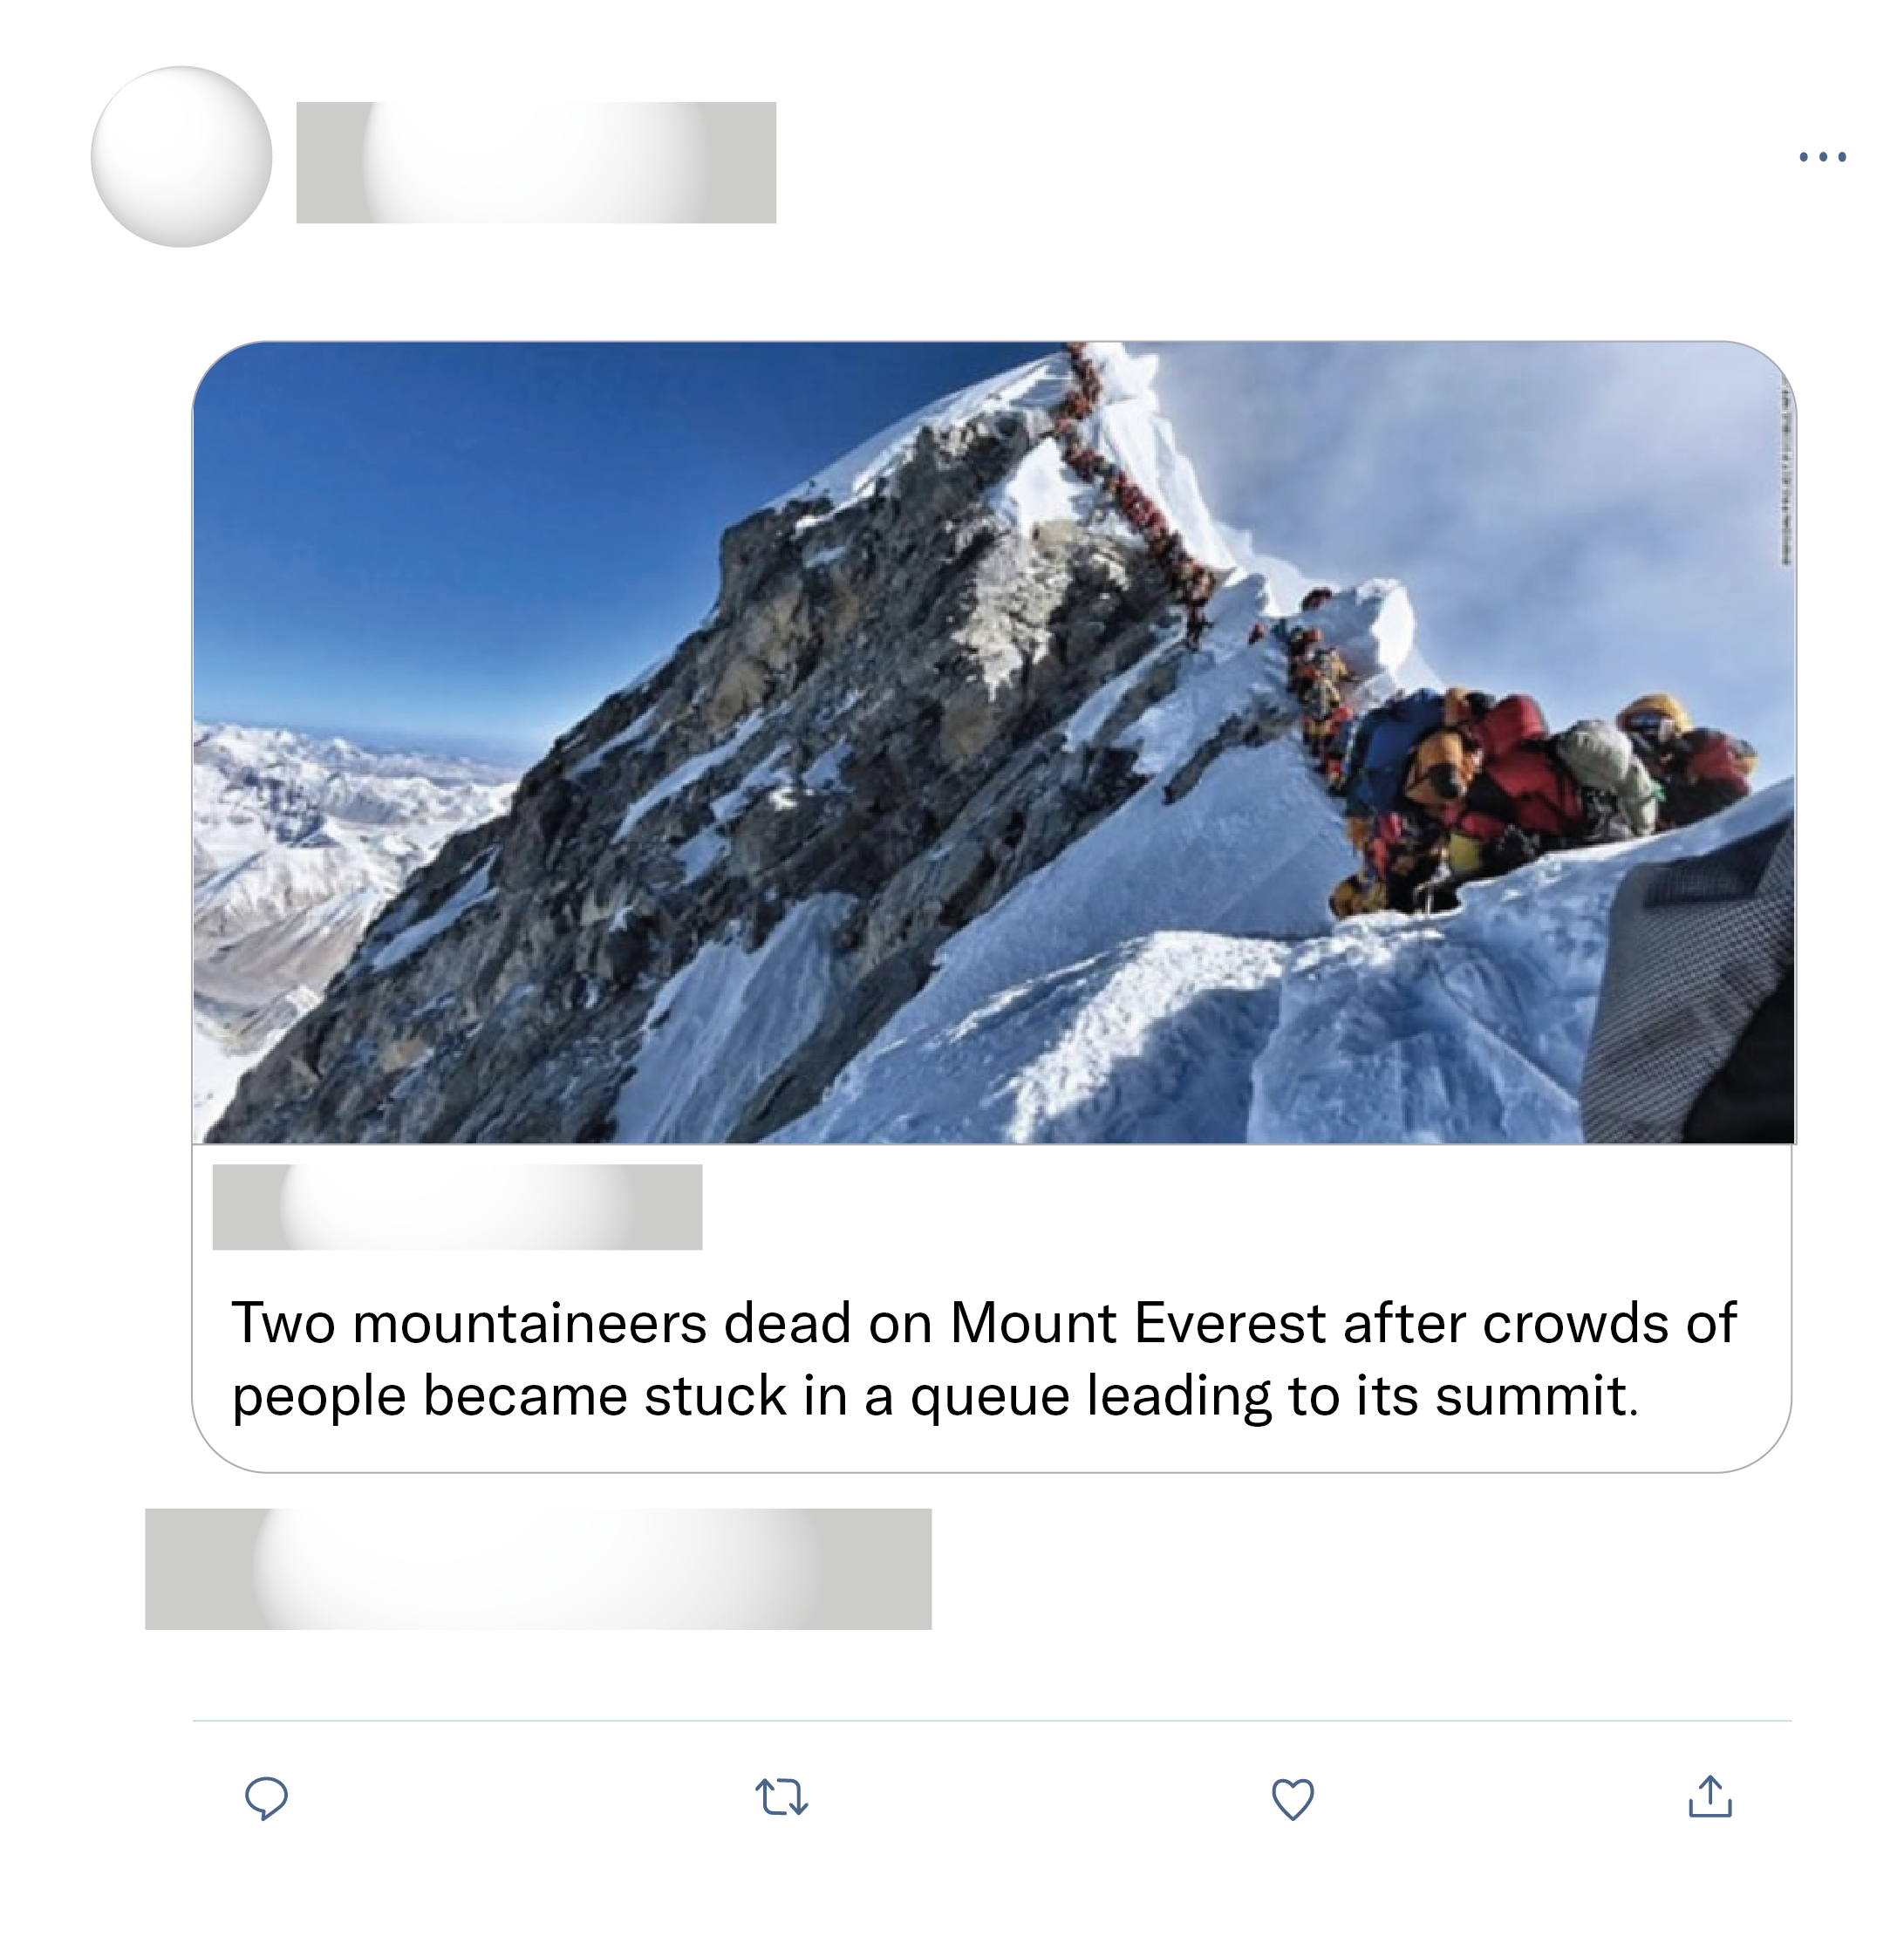 Two mountaineers dead on Mount Everest after crowds of
people became stuck in a queue leading to its summit.